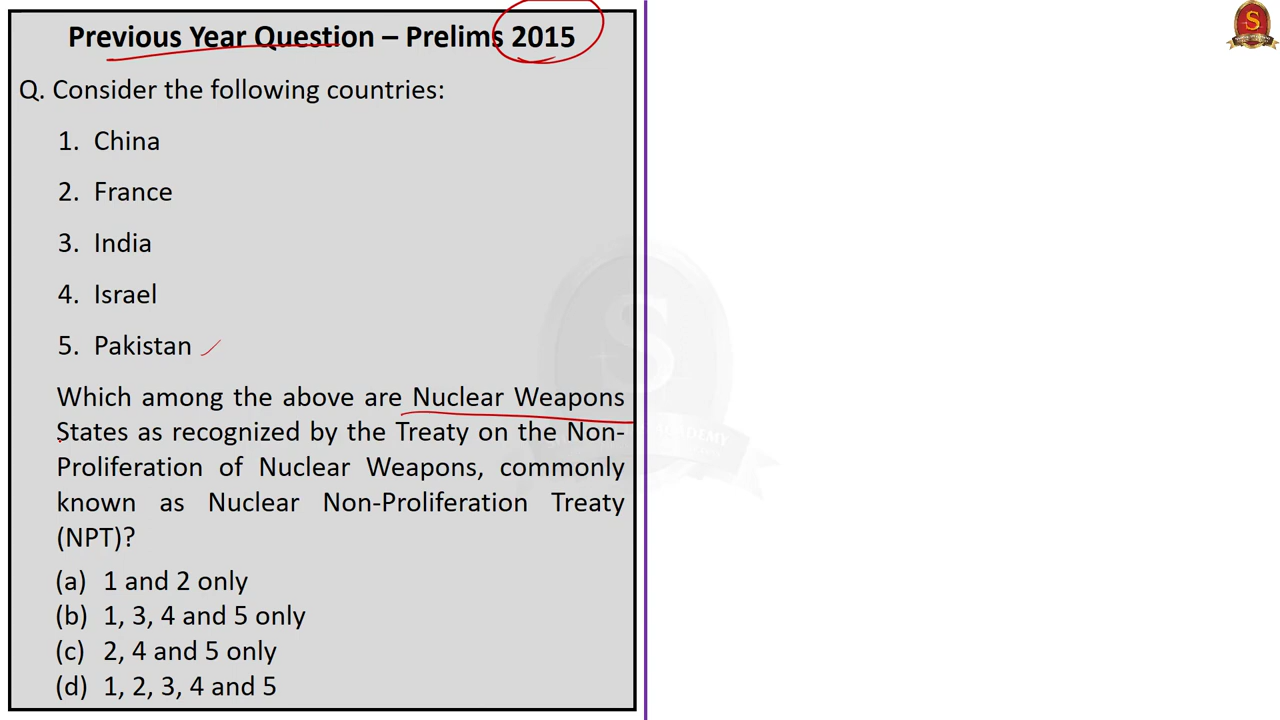 Previous Year Question – Prelims 2015
Q. Consider the following countries:
1. China
2. France
3. India
4. Israel
5. Pakistan
Which among the above are Nuclear Weapons
States as recognized by the Treaty on the Non-
Proliferation of Nuclear Weapons, commonly
known as Nuclear Non-Proliferation Treaty
(NPT)?
(a) 1 and 2 only
(b) 1, 3, 4 and 5 only
(c) 2, 4 and 5 only
(d) 1, 2, 3, 4 and 5
S